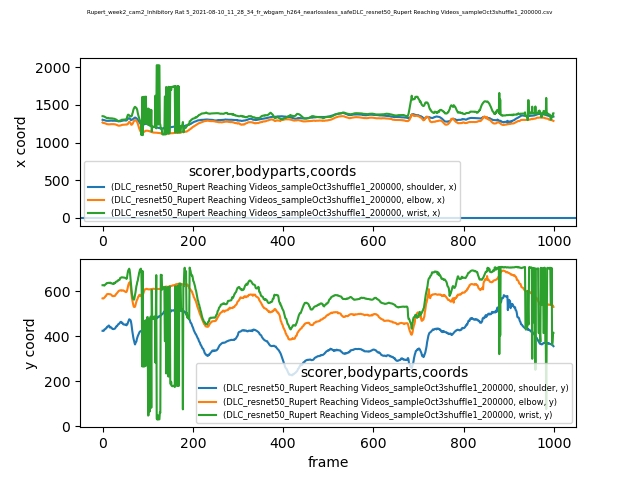 Rupert_week2_cam2_Inhibitory Rat 5_2021-08-10_11_28_34_fr_wbgam_h264_nearlossless_safeDLC_resnet50_Rupert Reaching Videos_sampleOct3shuffle1_200000.csv
2000
1500
1000
500
0
x coord
scorer,bodyparts,coords
(DLC_resnet50_Rupert Reaching Videos_sampleOct3shuffle1_200000, shoulder, x)
(DLC_resnet50_Rupert Reaching Videos_sampleOct3shuffle1_200000, elbow, x)
(DLC_resnet50_Rupert Reaching Videos_sampleOct3shuffle1_200000, wrist, x)
0 200 400 600 800 1000
600
400
200
0
y coord
scorer,bodyparts,coords
(DLC_resnet50_Rupert Reaching Videos_sampleOct3shuffle1_200000, shoulder, y)
(DLC_resnet50_Rupert Reaching Videos_sampleOct3shuffle1_200000, elbow, y)
(DLC_resnet50_Rupert Reaching Videos_sampleOct3shuffle1_200000, wrist, y)
0 200 400 600 800 1000
frame